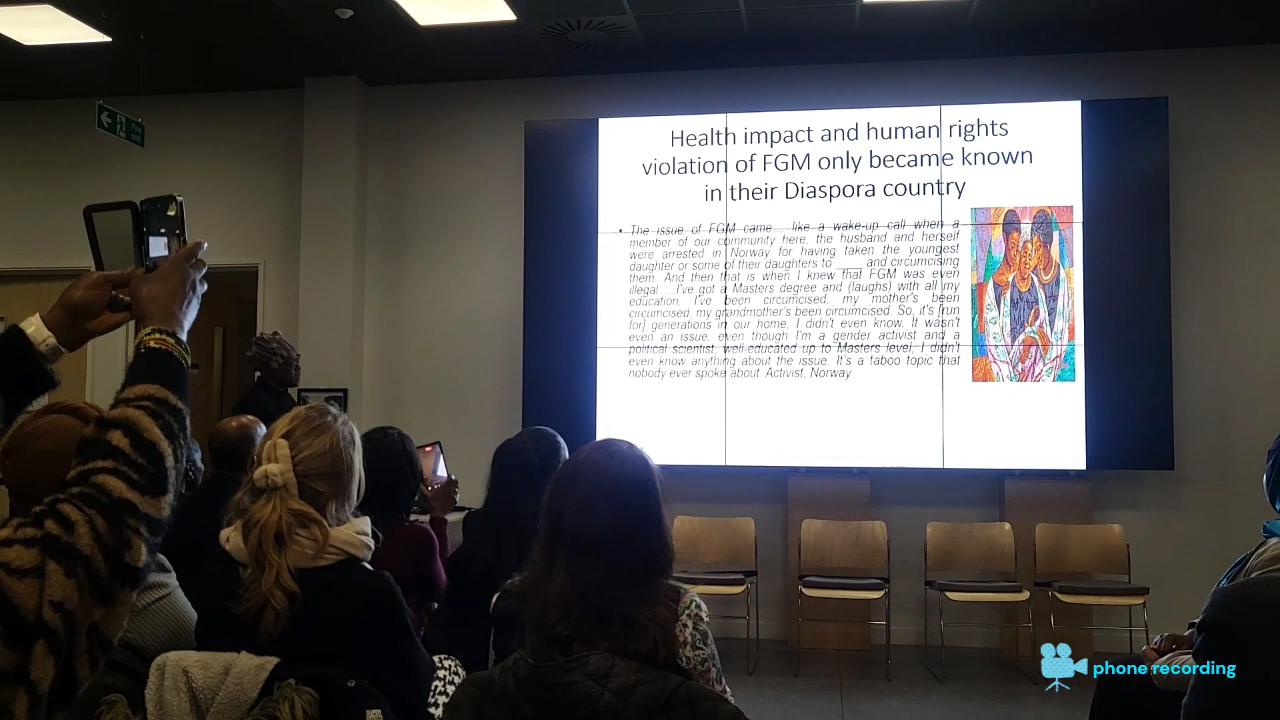 Health impact and human rights
violation of FGM only became known
in their Diaspora country
• The issue of FGM came like a wake-up call when a
member of our community here, the husband and herself
were arrested in Norway for having taken the youngest
daughter or some of their daughters to and circumcising
them. And then that is when I knew that FGM was even
illegal ... I've got a Masters degree and (laughs) with all my
education, I've been circumcised, my mother's been
circumcised, my grandmother's been circumcised. So, it's [run
for] generations in our home, I didn't even know. It wasn't
even an issue, even though I'm a gender activist and a
political scientist, well-educated up to Masters level, I didn't
even know anything about the issue. It's a taboo topic that
nobody ever spoke about. Activist, Norway
phone recording